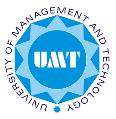 UNIVERSITY OF MANAGEMENT AND TECHNOLOGY
UMT